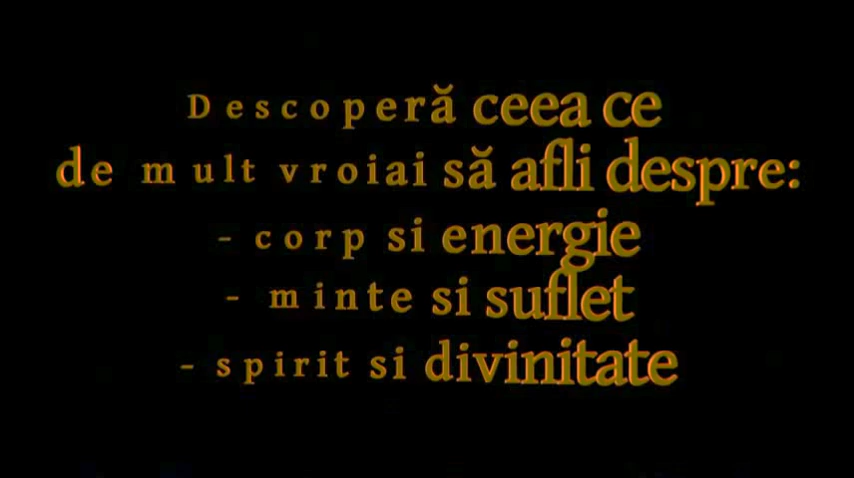 Descoperă ceea ce
de mult vroiai să afli despre:
- corp si energie
- minte si suflet
- spirit si divinitate